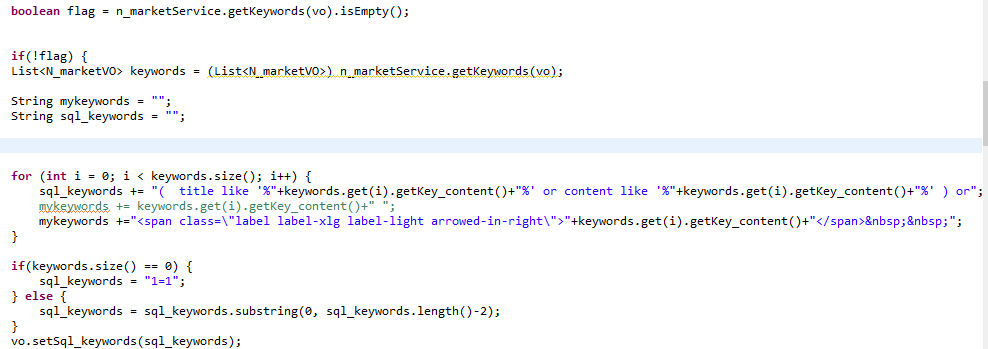 boolean flag = n_marketService.getKeywords(vo).isEmpty();
if(!flag) {
List<N_marketVO> keywords = (List<N_marketVO>) n_marketService.getKeywords(vo);
String mykeywords = "";
String sql_keywords = "";
for (int i = 0; i < keywords.size(); i++) {
sql_keywords += "(  title like '%"+keywords.get(i).getKey_content()+"%' or content like '%"+keywords.get(i).getKey_content()+"%' ) or";
mykeywords += keywords.get(i).getKey_content()+" ";
mykeywords +="<span class=\"label label-xlg label-light arrowed-in-right\">"+keywords.get(i).getKey_content()+"</span>&nbsp;&nbsp;";
}
if(keywords.size() == 0) {
sql_keywords = "1=1";
} else {
sql_keywords = sql_keywords.substring(0, sql_keywords.length()-2);
}
vo.setSql_keywords(sql_keywords);